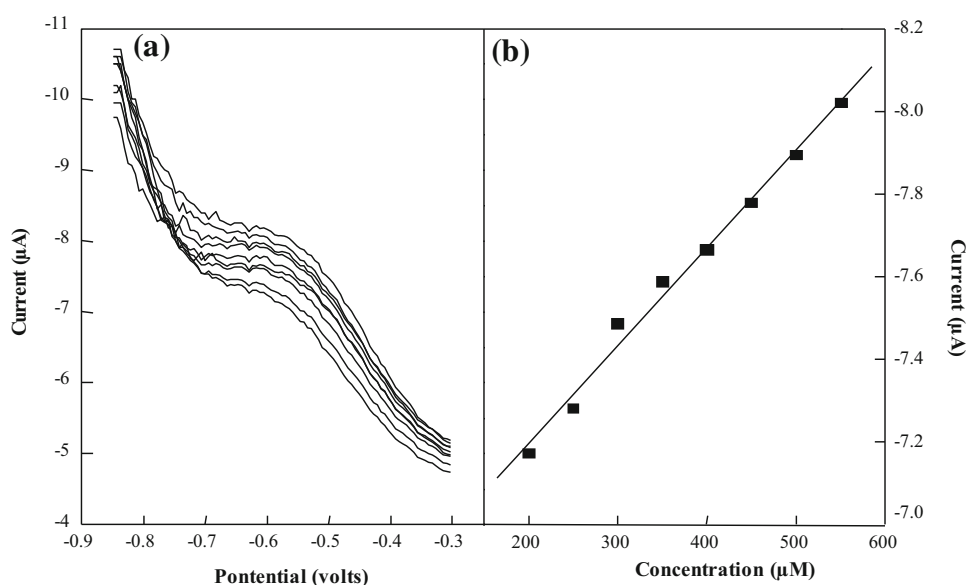 (a)
-11
-10
-9
-8
-7
-6
-5
-4
Current (µA)
-0.9 -0.8 -0.7 -0.6 -0.5 -0.4 -0.3
Pontential (volts)
(b)
-8.2
-8.0
-7.8
-7.6
-7.4
-7.2
-7.0
Current (µA)
200 300 400 500 600
Concentration (µM)